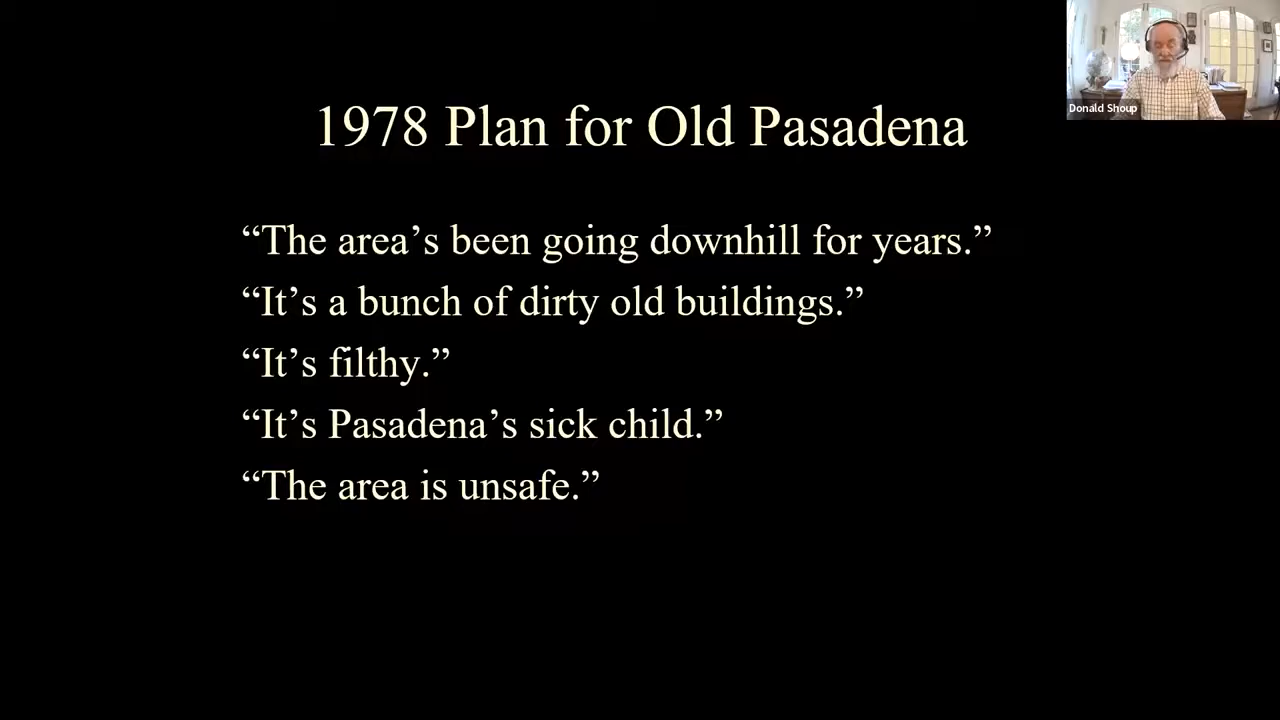 Donald Shoup
1978 Plan for Old Pasadena
“The area’s been going downhill for years.”
“It’s a bunch of dirty old buildings.”
“It’s filthy.”
“It’s Pasadena’s sick child.”
“The area is unsafe.”